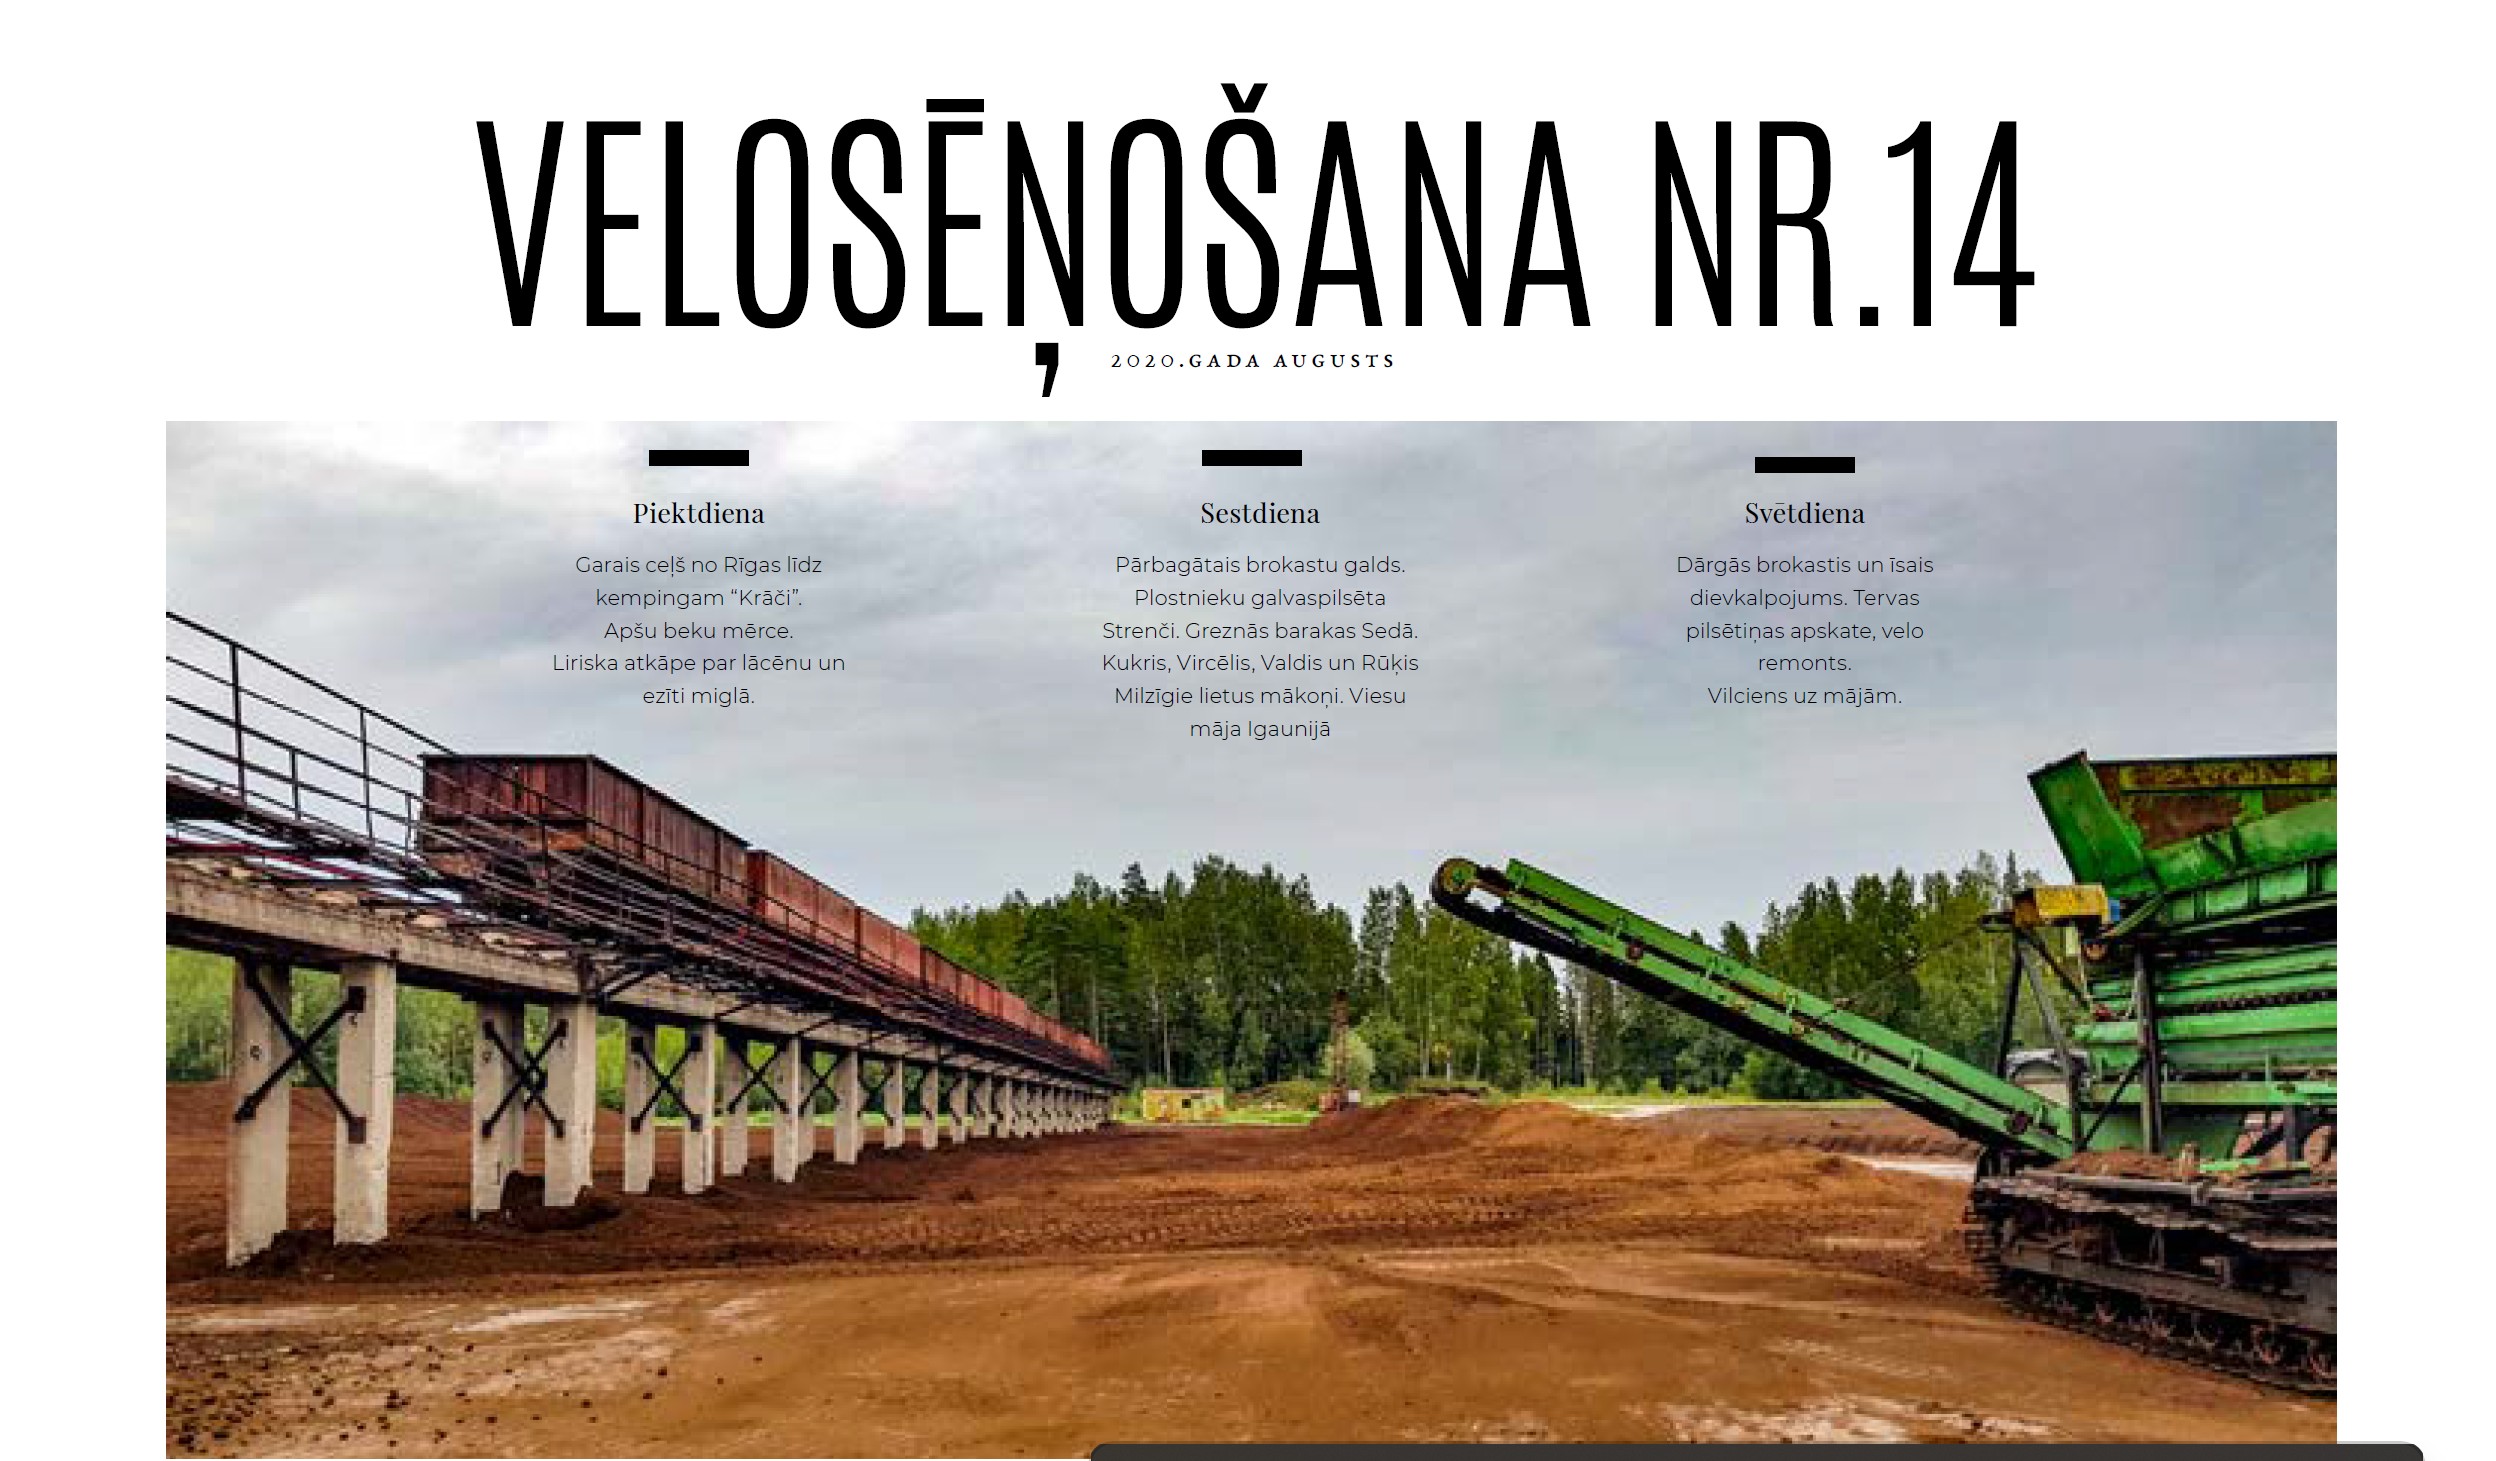 VELOSĒŅOŠANA NR.14
2020.GADA AUGUSTS
Piektdiena
Garais ceļš no Rīgas līdz
kempingam “Krāči”.
Apšu beku mērce.
Liriska atkāpe par lācēnu un
ezīti miglā.
Sestdiena
Pārbagātais brokastu galds.
Plostnieku galvaspilsēta
Strenči. Greznās barakas Sedā.
Kukris, Vircēlis, Valdis un Rūķis
Milzīgie lietus mākoņi. Viesu
māja Igaunijā
Svētdiena
Dārgās brokastis un īsais
dievkalpojums. Tervas
pilsētiņas apskate, velo
remonts.
Vilciens uz mājām.